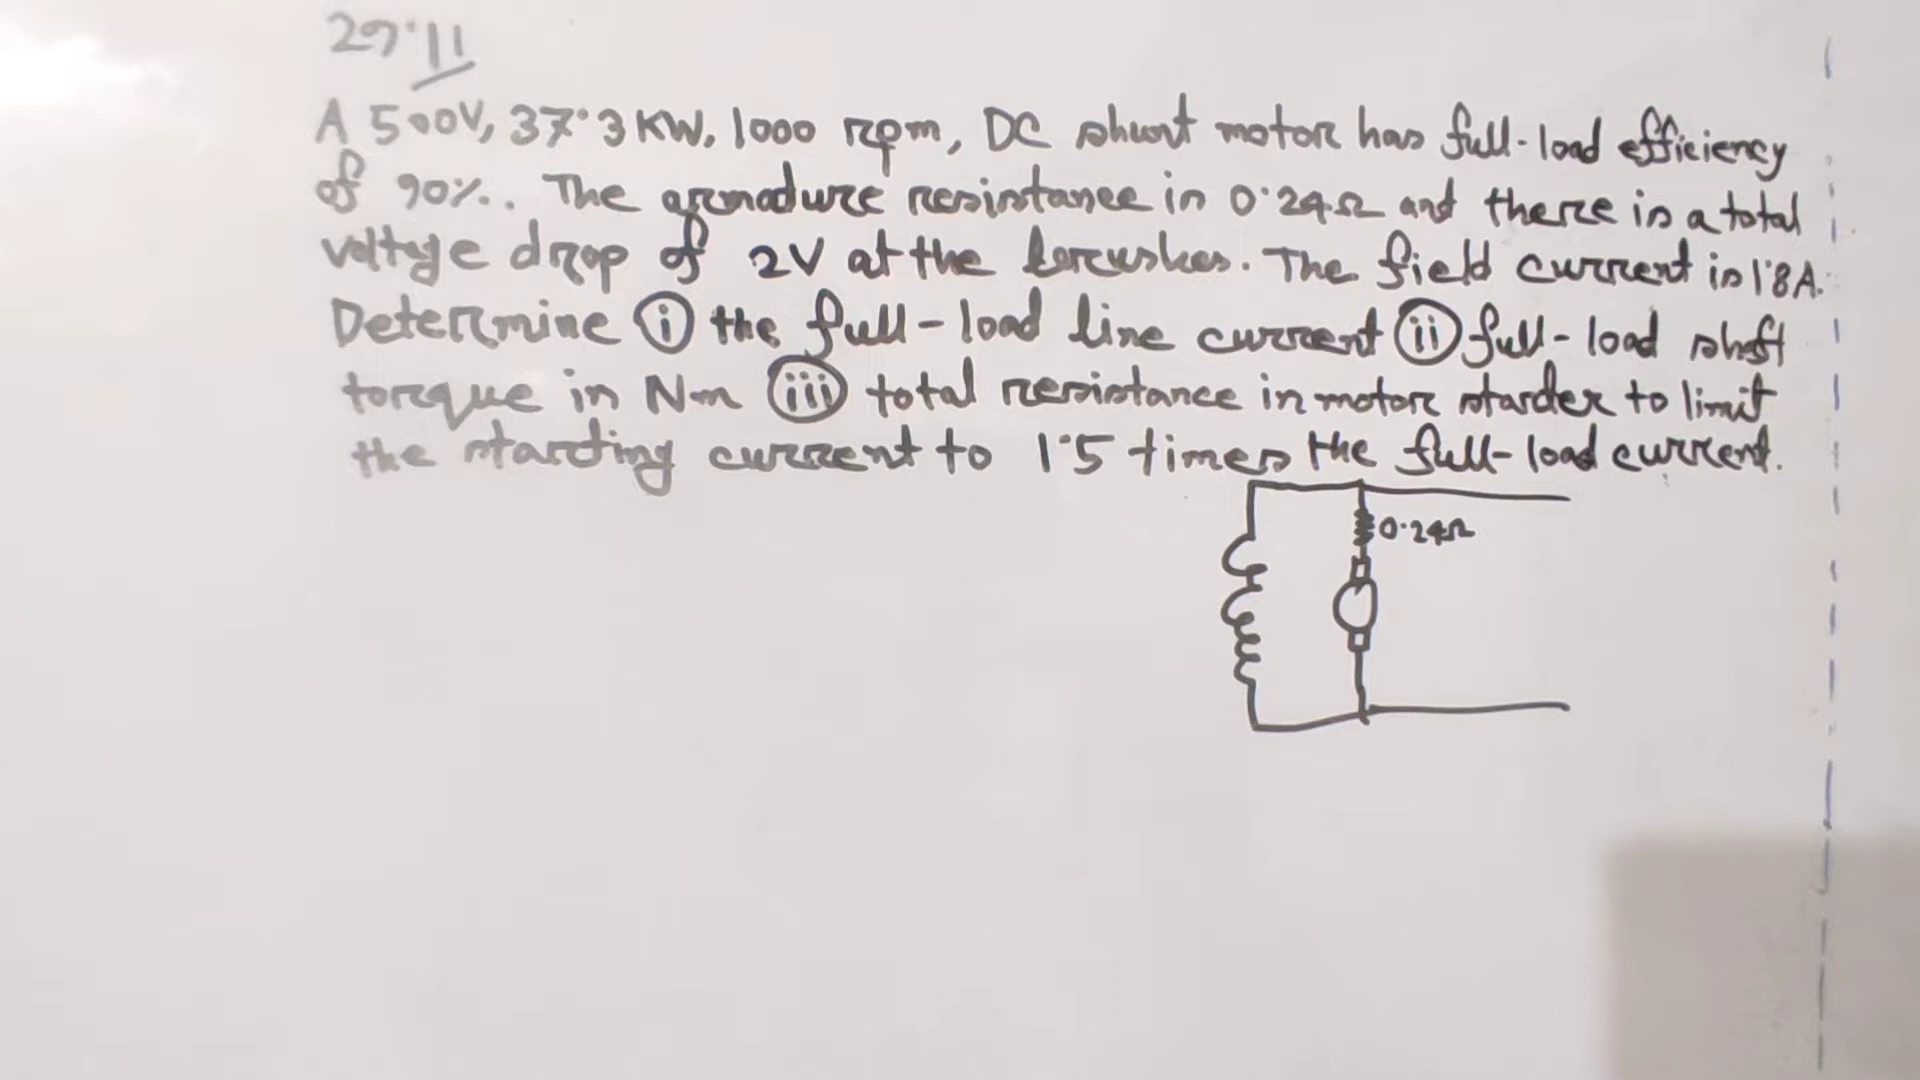 29.11
A 500V, 37.3 KW, 1000 rpm, DC shunt motor has full-load efficiency
of 90%. The armature resistance is 0.24Ω and there is a total
voltage drop of 2V at the brushes. The field current is 1.8A.
Determine (i) the full-load line current (ii) full-load shaft
torque in Nm (iii) total resistance in motor starter to limit
the starting current to 1.5 times the full-load current.
0.24Ω